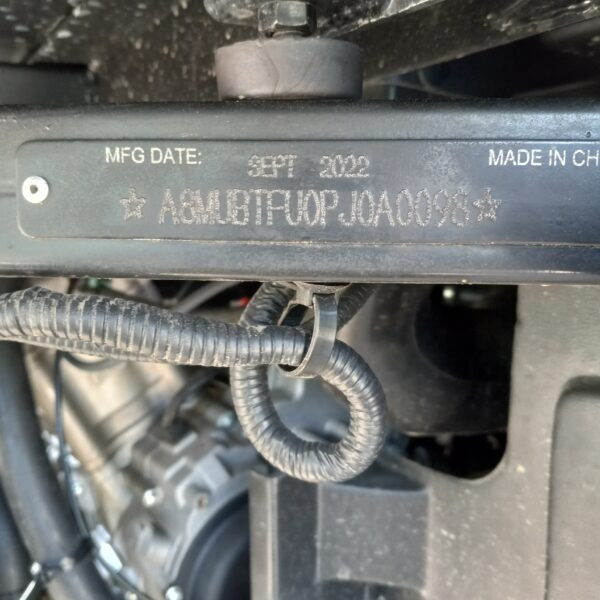 MFG DATE: SEPT 2022 MADE IN CH
☆A8MUBTFU0PJ0A0098☆